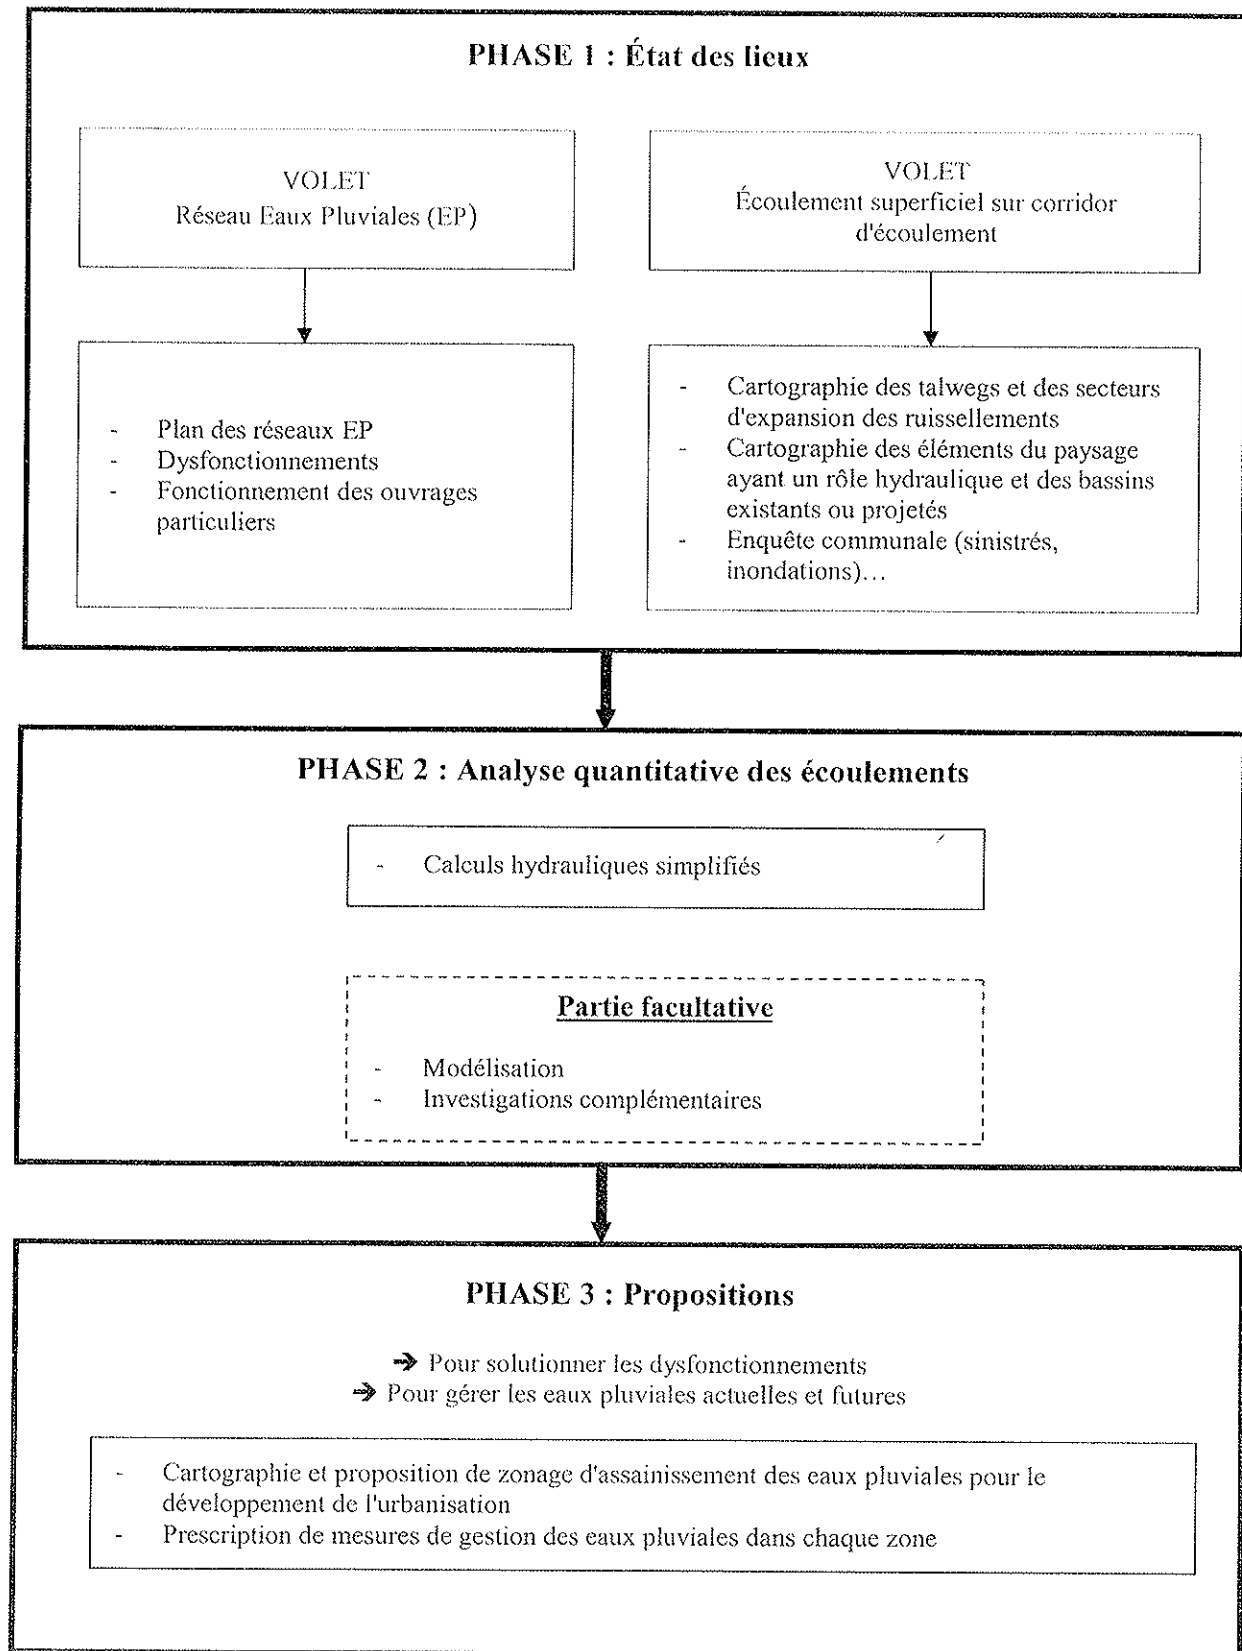 PHASE 1 : État des lieux
VOLET
Réseau Eaux Pluviales (EP)
VOLET
Écoulement superficiel sur corridor
d'écoulement
- Plan des réseaux EP
- Dysfonctionnements
- Fonctionnement des ouvrages
particuliers
- Cartographie des talwegs et des secteurs
d'expansion des ruissellements
- Cartographie des éléments du paysage
ayant un rôle hydraulique et des bassins
existants ou projetés
- Enquête communale (sinistrés,
inondations)…
PHASE 2 : Analyse quantitative des écoulements
- Calculs hydrauliques simplifiés
Partie facultative
- Modélisation
- Investigations complémentaires
PHASE 3 : Propositions
➔ Pour solutionner les dysfonctionnements
➔ Pour gérer les eaux pluviales actuelles et futures
- Cartographie et proposition de zonage d'assainissement des eaux pluviales pour le
développement de l'urbanisation
- Prescription de mesures de gestion des eaux pluviales dans chaque zone